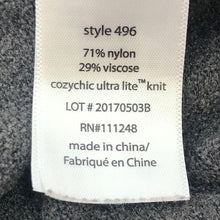 style 496
71% nylon
29% viscose
cozychic ultra lite™ knit
LOT # 20170503B
RN#111248
made in china/
Fabriqué en Chine